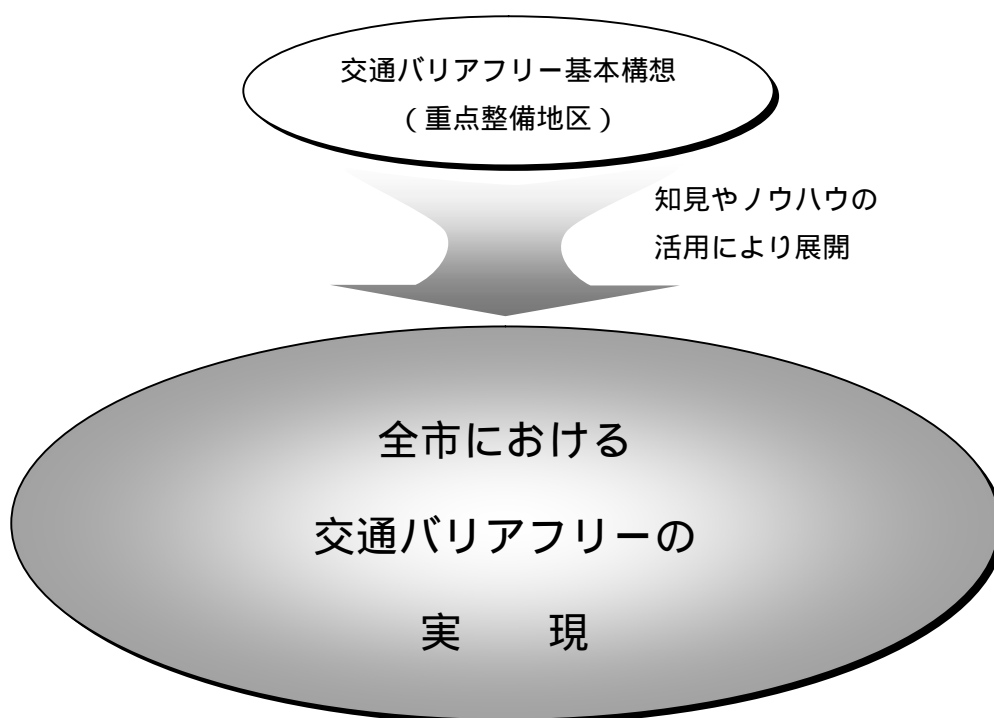 交通バリアフリー基本構想
（重点整備地区）
知見やノウハウの
活用により展開
全市における
交通バリアフリーの
実　　現